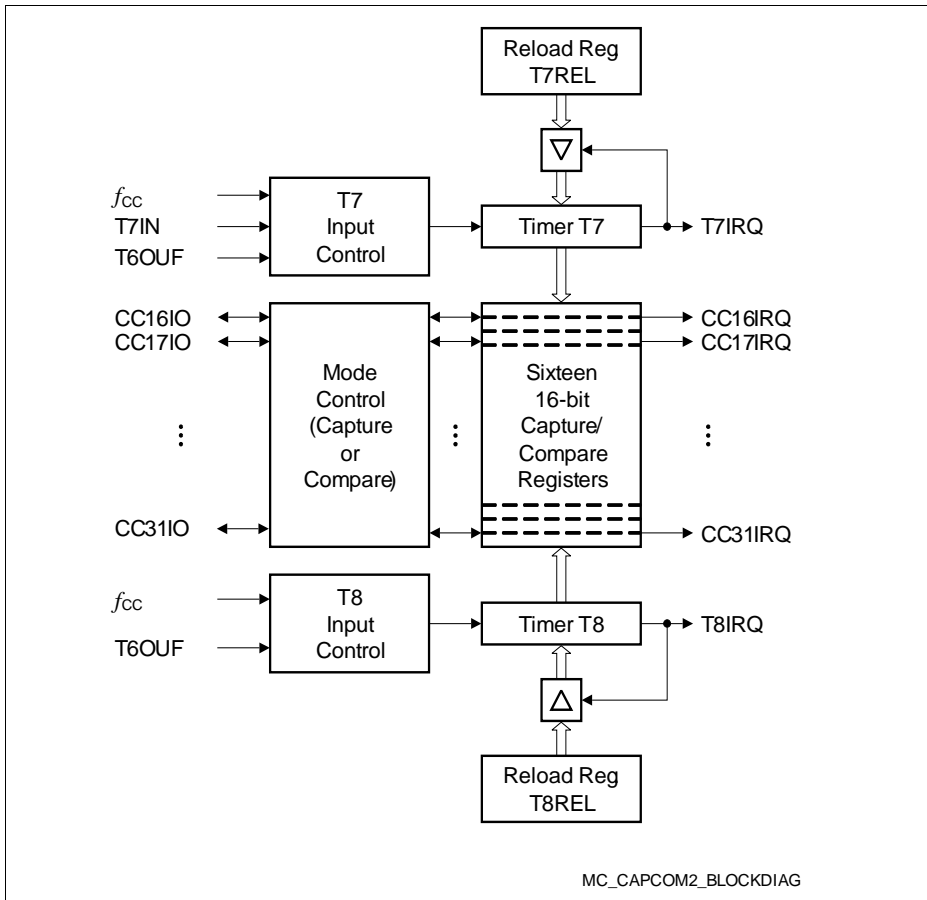 Reload Reg
T7REL
fCC
T7IN
T6OUF
T7
Input
Control
Timer T7
T7IRQ
CC16IO
CC17IO
CC31IO
Mode
Control
(Capture
or
Compare)
Sixteen
16-bit
Capture/
Compare
Registers
CC16IRQ
CC17IRQ
CC31IRQ
fCC
T6OUF
T8
Input
Control
Timer T8
T8IRQ
Reload Reg
T8REL
MC_CAPCOM2_BLOCKDIAG